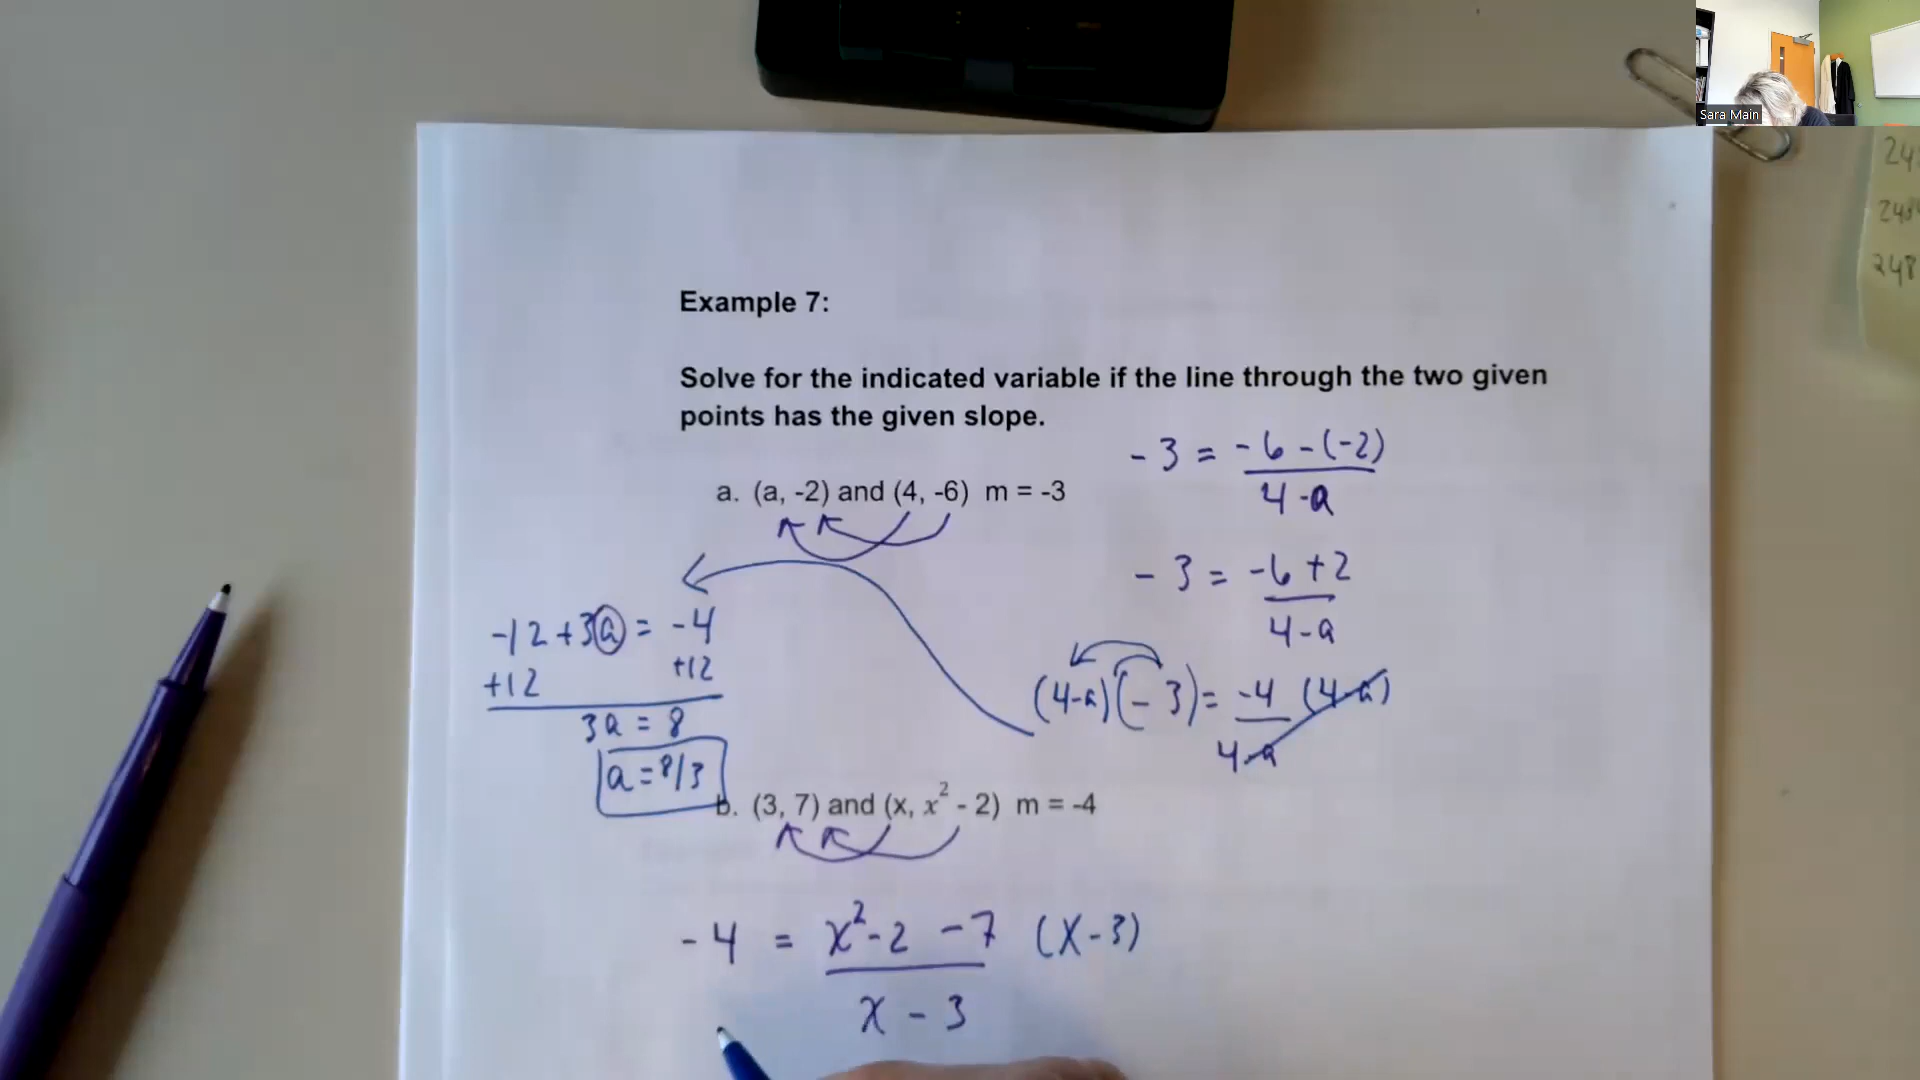 Sara Main
24
248
248
Example 7:
Solve for the indicated variable if the line through the two given
points has the given slope.
a. (a, -2) and (4, -6) m = -3
-3 = -6-(-2)
4-a
-3 = -6+2
4-a
(4-a)(-3) = -4 (4-a)
4-a
-12+3a = -4
+12 +12
3a = 8
a = 8/3
b. (3, 7) and (x, x² - 2) m = -4
-4 = x²-2 -7 (x-3)
x - 3